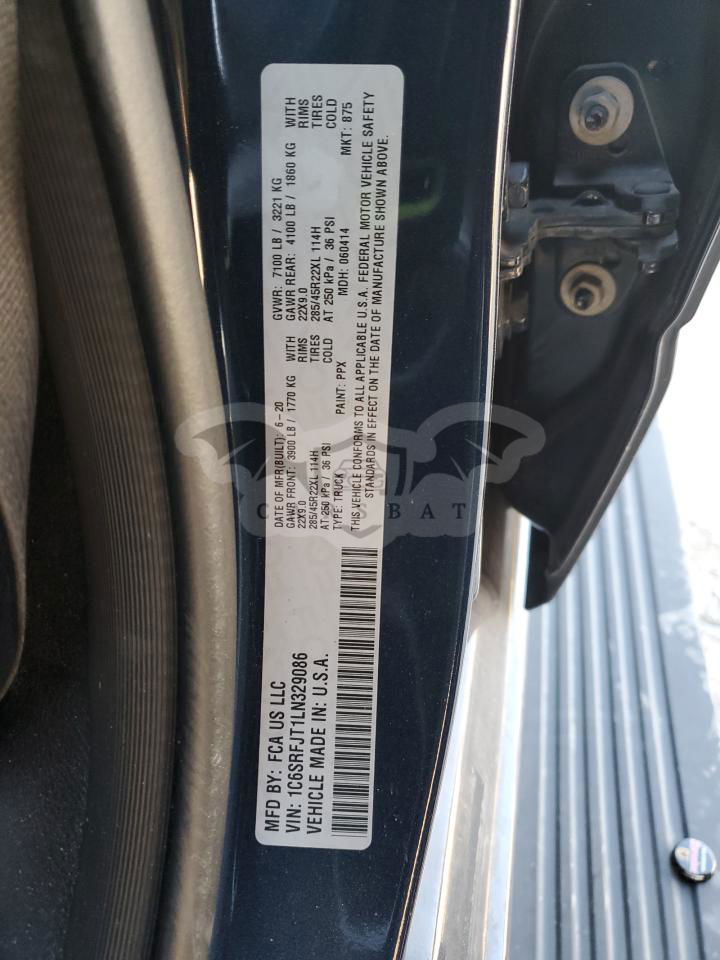 MFD BY: FCA US LLC
VIN: 1C6SRFJT1LN329086
VEHICLE MADE IN: U.S.A.
DATE OF MFR(BUILT): 6-20 GVWR: 7100 LB / 3221 KG
GAWR FRONT: 3900 LB / 1770 KG WITH GAWR REAR: 4100 LB / 1860 KG WITH
22X9.0 RIMS 22X9.0 RIMS
285/45R22XL 114H TIRES 285/45R22XL 114H TIRES
AT 250 kPa / 36 PSI COLD AT 250 kPa / 36 PSI COLD
TYPE: TRUCK PAINT: PPX MDH: 060414 MKT: 875
THIS VEHICLE CONFORMS TO ALL APPLICABLE U.S.A. FEDERAL MOTOR VEHICLE SAFETY
STANDARDS IN EFFECT ON THE DATE OF MANUFACTURE SHOWN ABOVE.